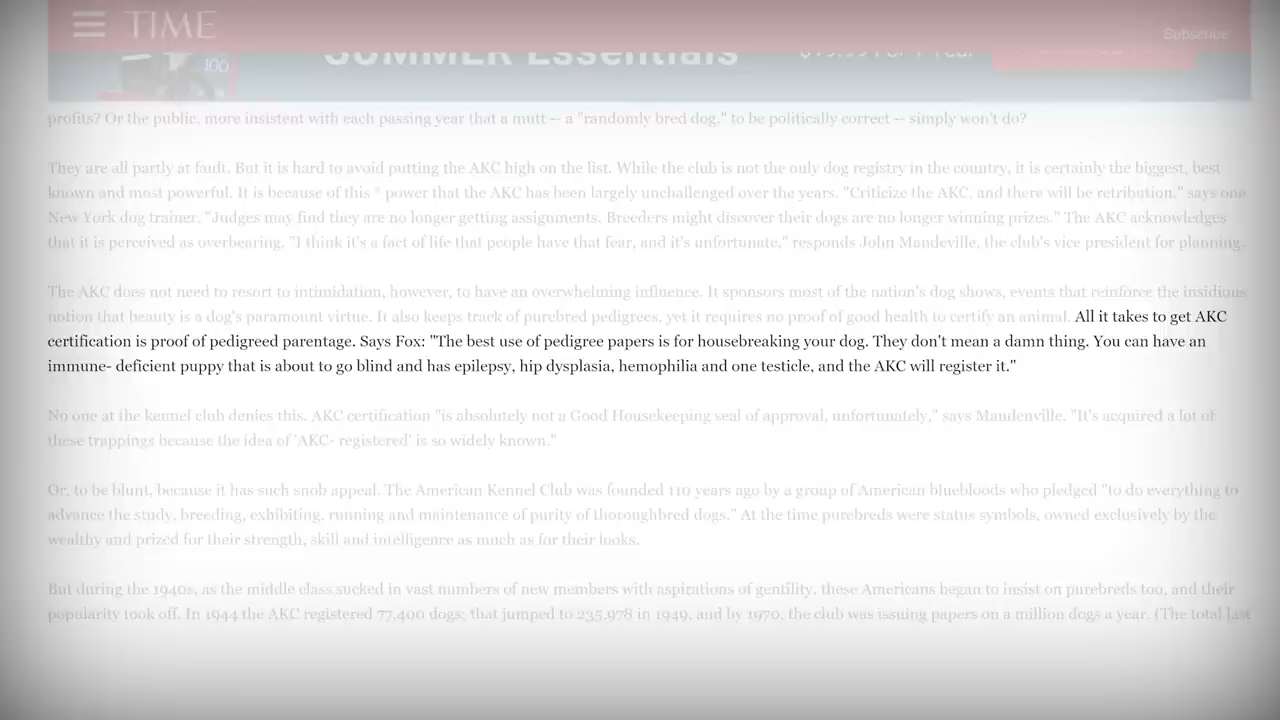 TIME
Subscribe
100
SUMMER Essentials
profits? Or the public, more insistent with each passing year that a mutt -- a "randomly bred dog," to be politically correct -- simply won't do?
They are all partly at fault. But it is hard to avoid putting the AKC high on the list. While the club is not the only dog registry in the country, it is certainly the biggest, best
known and most powerful. It is because of this * power that the AKC has been largely unchallenged over the years. "Criticize the AKC, and there will be retribution," says one
New York dog trainer. "Judges may find they are no longer getting assignments. Breeders might discover their dogs are no longer winning prizes." The AKC acknowledges
that it is perceived as overbearing. "I think it's a fact of life that people have that fear, and it's unfortunate," responds John Mandeville, the club's vice president for planning.
The AKC does not need to resort to intimidation, however, to have an overwhelming influence. It sponsors most of the nation's dog shows, events that reinforce the insidious
notion that beauty is a dog's paramount virtue. It also keeps track of purebred pedigrees, yet it requires no proof of good health to certify an animal. All it takes to get AKC
certification is proof of pedigreed parentage. Says Fox: "The best use of pedigree papers is for housebreaking your dog. They don't mean a damn thing. You can have an
immune- deficient puppy that is about to go blind and has epilepsy, hip dysplasia, hemophilia and one testicle, and the AKC will register it."
No one at the kennel club denies this. AKC certification "is absolutely not a Good Housekeeping seal of approval, unfortunately," says Mandenville. "It's acquired a lot of
these trappings because the idea of 'AKC- registered' is so widely known."
Or, to be blunt, because it has such snob appeal. The American Kennel Club was founded 110 years ago by a group of American bluebloods who pledged "to do everything to
advance the study, breeding, exhibiting, running and maintenance of purity of thoroughbred dogs." At the time purebreds were status symbols, owned exclusively by the
wealthy and prized for their strength, skill and intelligence as much as for their looks.
But during the 1940s, as the middle class sucked in vast numbers of new members with aspirations of gentility, these Americans began to insist on purebreds too, and their
popularity took off. In 1944 the AKC registered 77,400 dogs; that jumped to 235,978 in 1949, and by 1970, the club was issuing papers on a million dogs a year. (The total last